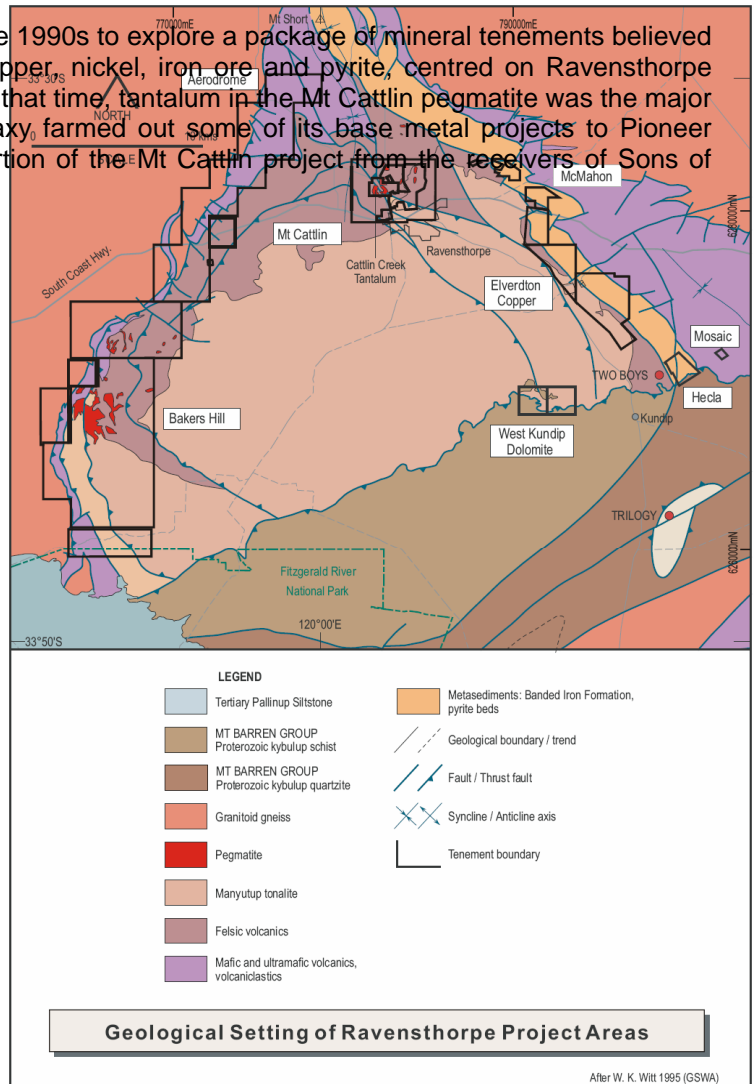 770000mE
Mt Short
790000mE
e 1990s to explore a package of mineral tenements believed
pper, nickel, iron ore and pyrite, centred on Ravensthorpe
that time, tantalum in the Mt Cattlin pegmatite was the major
axy farmed out some of its base metal projects to Pioneer
rtion of the Mt Cattlin project from the receivers of Sons of
33°30'S
Aerodrome
NORTH
0
10 kms
SCALE
McMahon
6280000mN
Mt Cattlin
South Coast Hwy.
Cattlin Creek
Tantalum
Ravensthorpe
Elverdton
Copper
Mosaic
TWO BOYS
Hecla
Bakers Hill
Kundip
West Kundip
Dolomite
TRILOGY
6260000mN
Fitzgerald River
National Park
120°00'E
33°50'S
LEGEND
Tertiary Pallinup Siltstone
MT BARREN GROUP
Proterozoic kybulup schist
MT BARREN GROUP
Proterozoic kybulup quartzite
Granitoid gneiss
Pegmatite
Manyutup tonalite
Felsic volcanics
Mafic and ultramafic volcanics,
volcaniclastics
Metasediments: Banded Iron Formation,
pyrite beds
Geological boundary / trend
Fault / Thrust fault
Syncline / Anticline axis
Tenement boundary
Geological Setting of Ravensthorpe Project Areas
After W. K. Witt 1995 (GSWA)